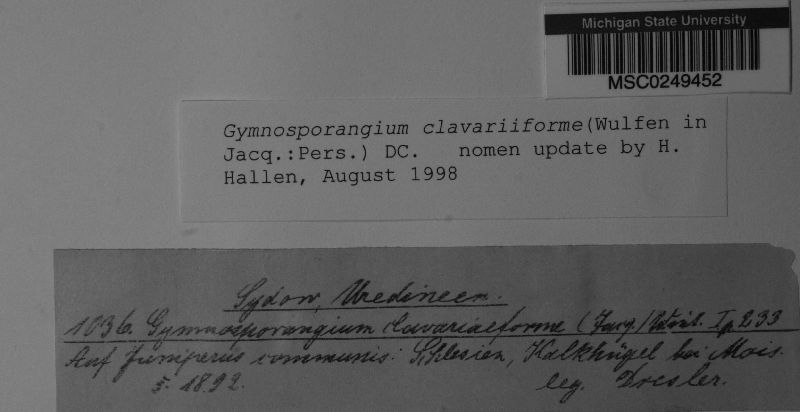 Michigan State University
MSC0249452
Gymnosporangium clavariiforme(Wulfen in
Jacq.:Pers.) DC. nomen update by H.
Hallen, August 1998
Sydow, Uredineen.
1036. Gymnosporangium clavariaeforme (Jacq.) Wint. I p. 233
Auf Juniperus communis: Schlesien, Kalkhügel bei Mois.
5. 1892. leg. Dresler.